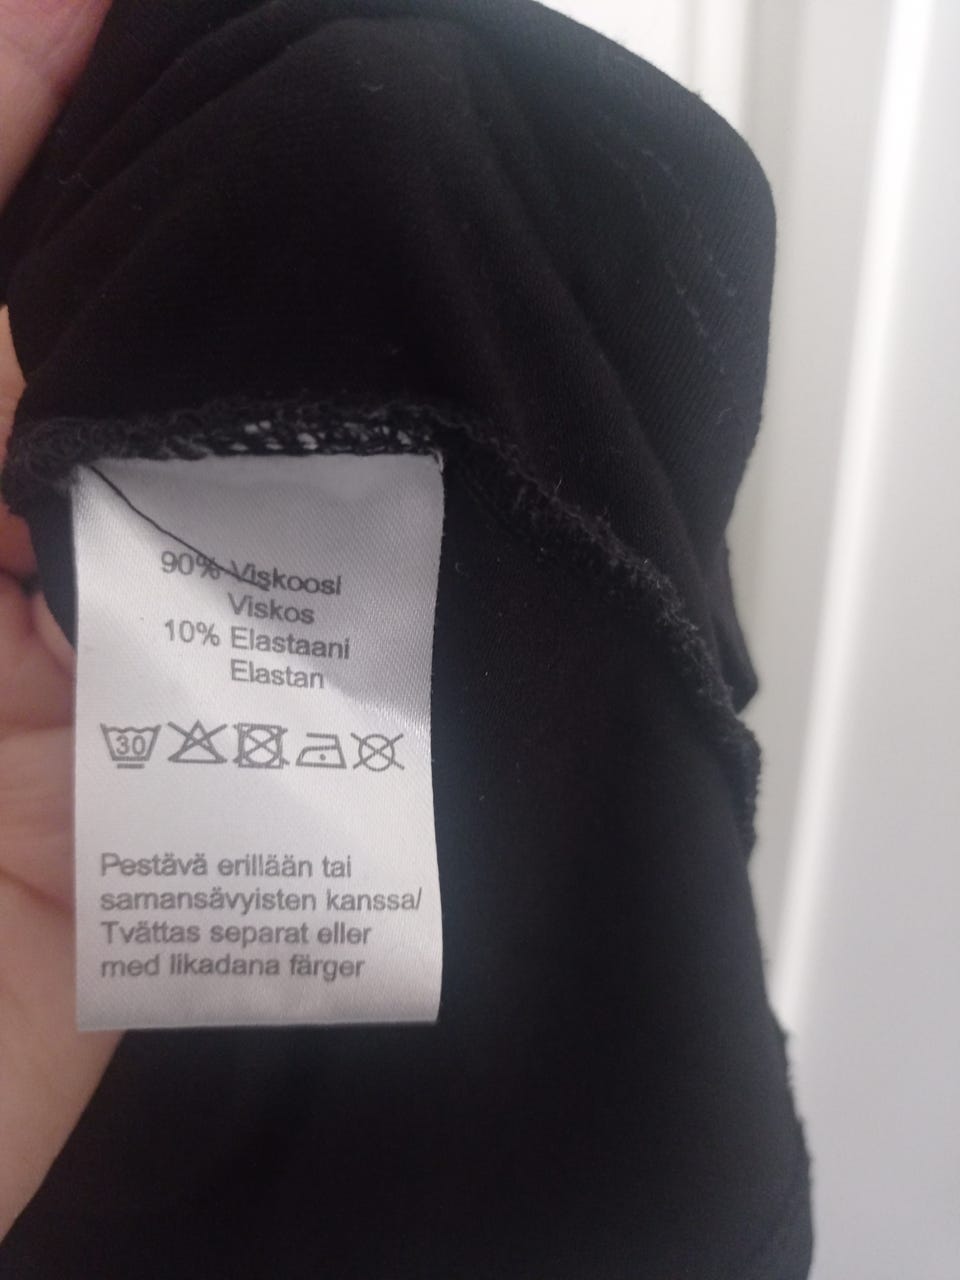 90% Viskoosi
Viskos
10% Elastaani
Elastan
30
Pestävä erillään tai
samansävyisten kanssa/
Tvättas separat eller
med likadana färger